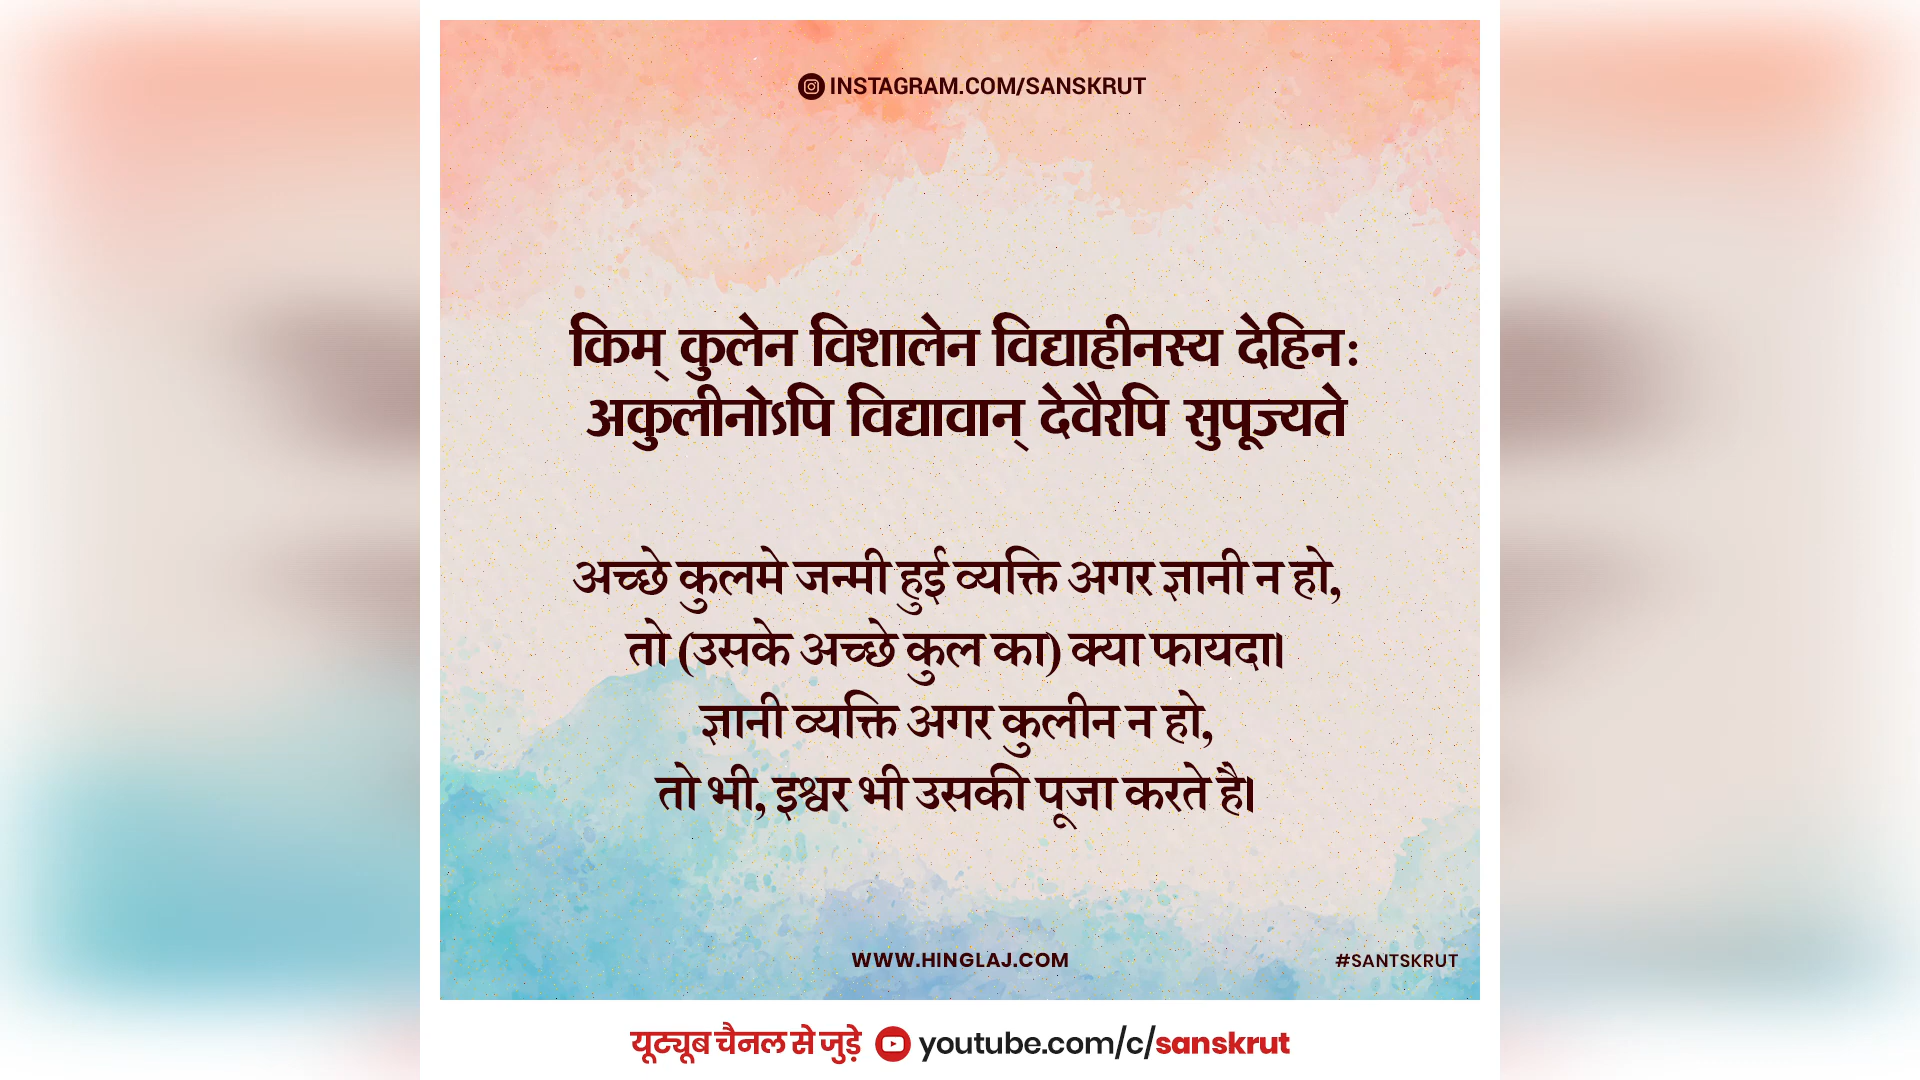 INSTAGRAM.COM/SANSKRUT
किम् कुलेन विशालेन विद्याहीनस्य देहिनः
अकुलीनोऽपि विद्यावान् देवैरपि सुपूज्यते
अच्छे कुलमे जन्मी हुई व्यक्ति अगर ज्ञानी न हो,
तो (उसके अच्छे कुल का) क्या फायदा।
ज्ञानी व्यक्ति अगर कुलीन न हो,
तो भी, इश्वर भी उसकी पूजा करते है।
WWW.HINGLAJ.COM
#SANTSKRUT
यूट्यूब चैनल से जुड़े youtube.com/c/sanskrut